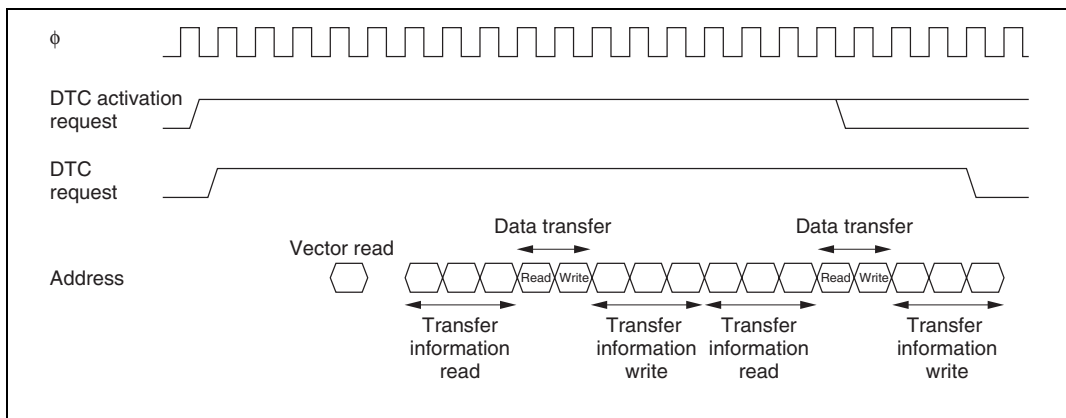 φ
DTC activation
request
DTC
request
Data transfer Data transfer
Vector read
Address
Read Write Read Write
Transfer Transfer Transfer Transfer
information information information information
read write read write